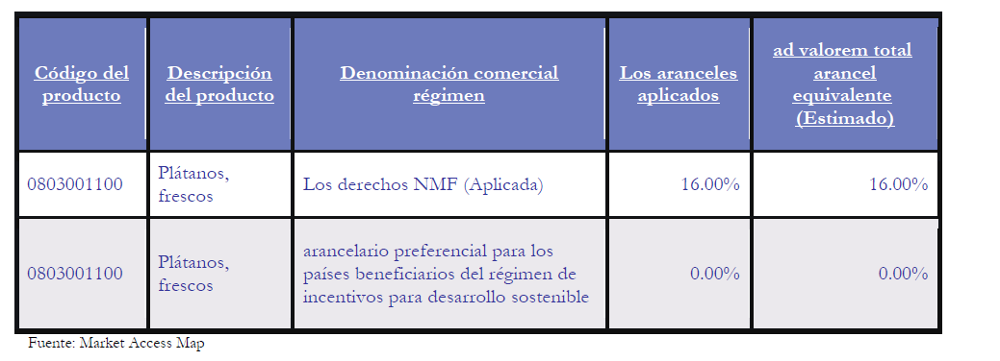 Código del
producto
Descripción
del producto
Denominación comercial
régimen
Los aranceles
aplicados
ad valorem total
arancel
equivalente
(Estimado)
0803001100
Plátanos,
frescos
Los derechos NMF (Aplicada)
16.00%
16.00%
0803001100
Plátanos,
frescos
arancelario preferencial para los
países beneficiarios del régimen de
incentivos para desarrollo sostenible
0.00%
0.00%
Fuente: Market Access Map